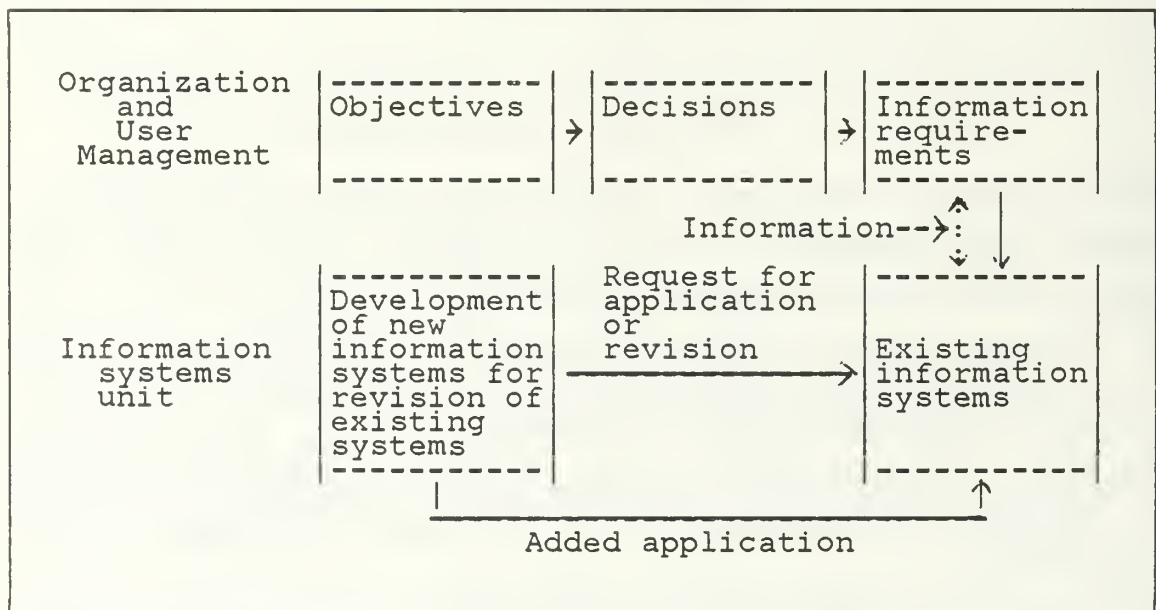 Organization
and
User
Management
Objectives
Decisions
Information
require-
ments
Information
Information
systems
unit
Development
of new
information
systems for
revision of
existing
systems
Request for
application
or
revision
Existing
information
systems
Added application